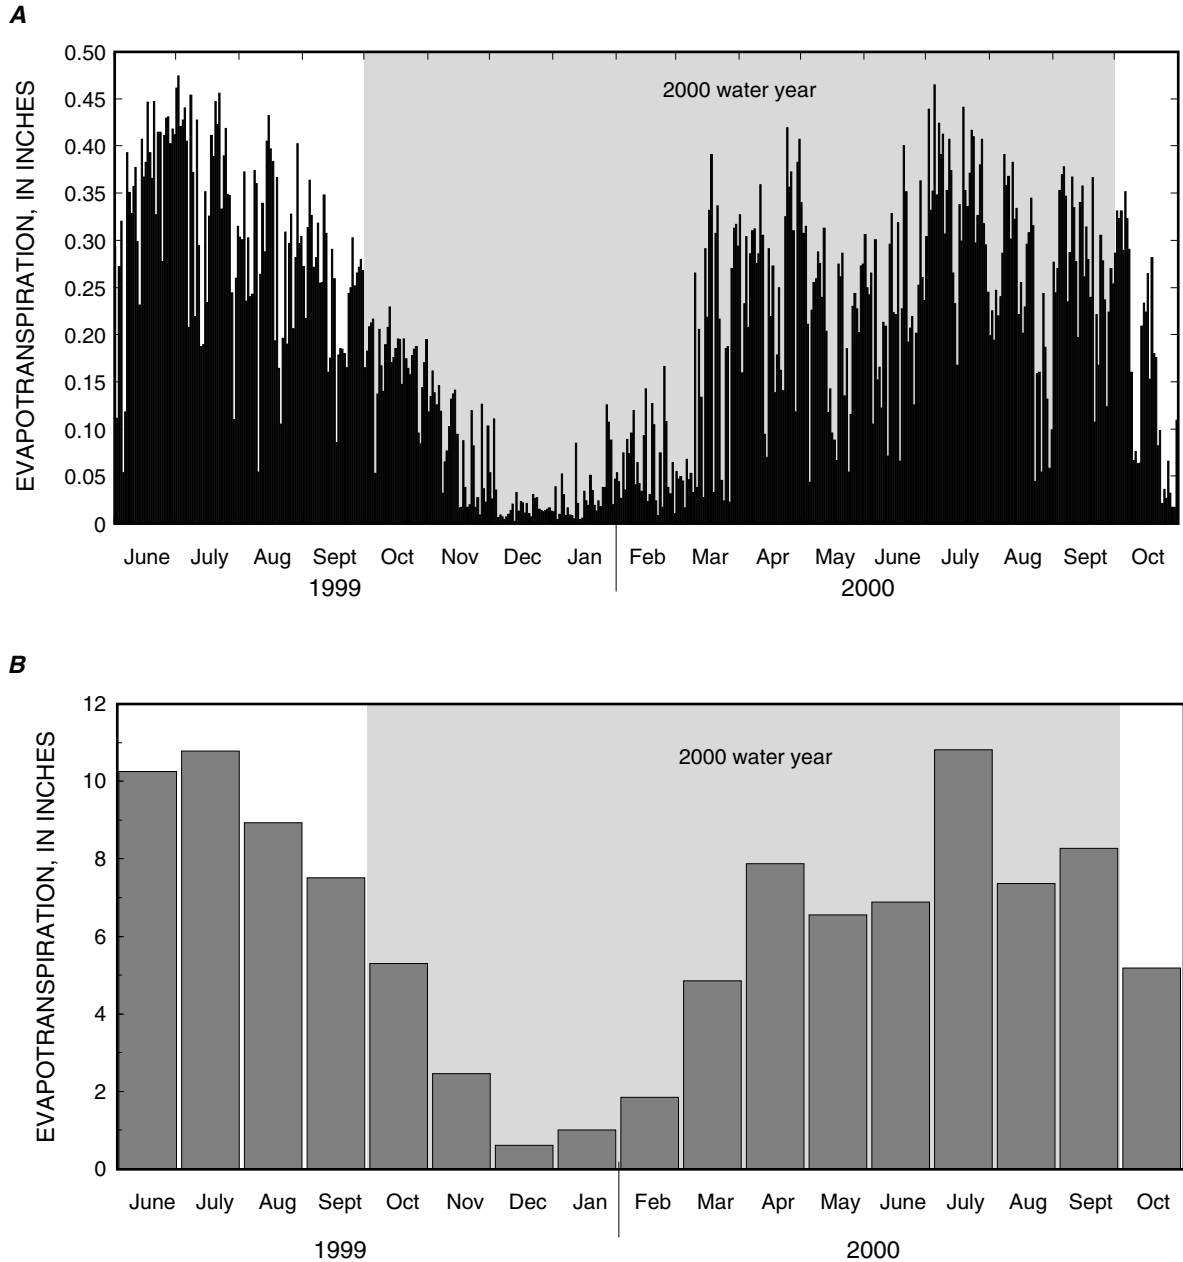 A
EVAPOTRANSPIRATION, IN INCHES
0.50
0.45
0.40
0.35
0.30
0.25
0.20
0.15
0.10
0.05
0
2000 water year
June July Aug Sept Oct Nov Dec Jan Feb Mar Apr May June July Aug Sept Oct
1999 2000
B
EVAPOTRANSPIRATION, IN INCHES
12
10
8
6
4
2
0
2000 water year
June July Aug Sept Oct Nov Dec Jan Feb Mar Apr May June July Aug Sept Oct
1999 2000